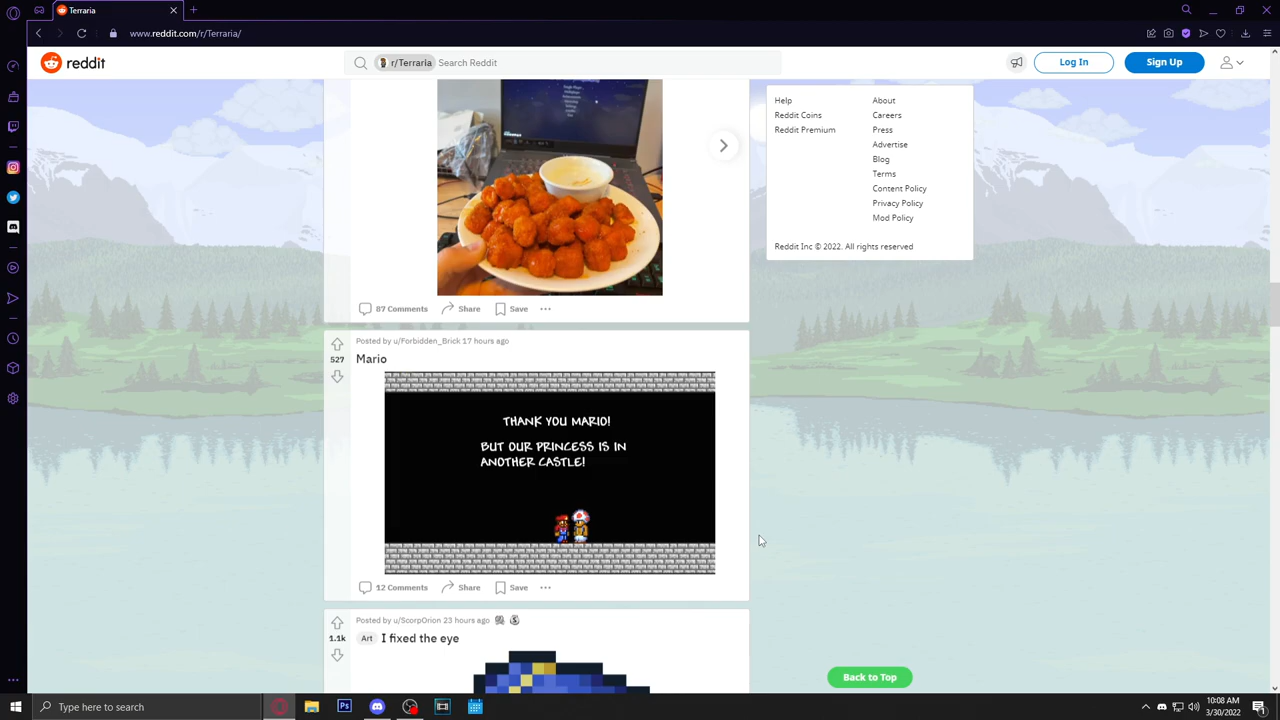 Terraria
www.reddit.com/r/Terraria/
reddit
r/Terraria Search Reddit
Log In
Sign Up
Help
About
Reddit Coins
Careers
Reddit Premium
Press
Advertise
Blog
Terms
Content Policy
Privacy Policy
Mod Policy
Reddit Inc © 2022. All rights reserved
87 Comments Share Save
Posted by u/Forbidden_Brick 17 hours ago
527
Mario
THANK YOU MARIO!
BUT OUR PRINCESS IS IN
ANOTHER CASTLE!
12 Comments Share Save
Posted by u/ScorpOrion 23 hours ago
1.1k
Art I fixed the eye
Back to Top
Type here to search
10:08 AM
3/30/2022